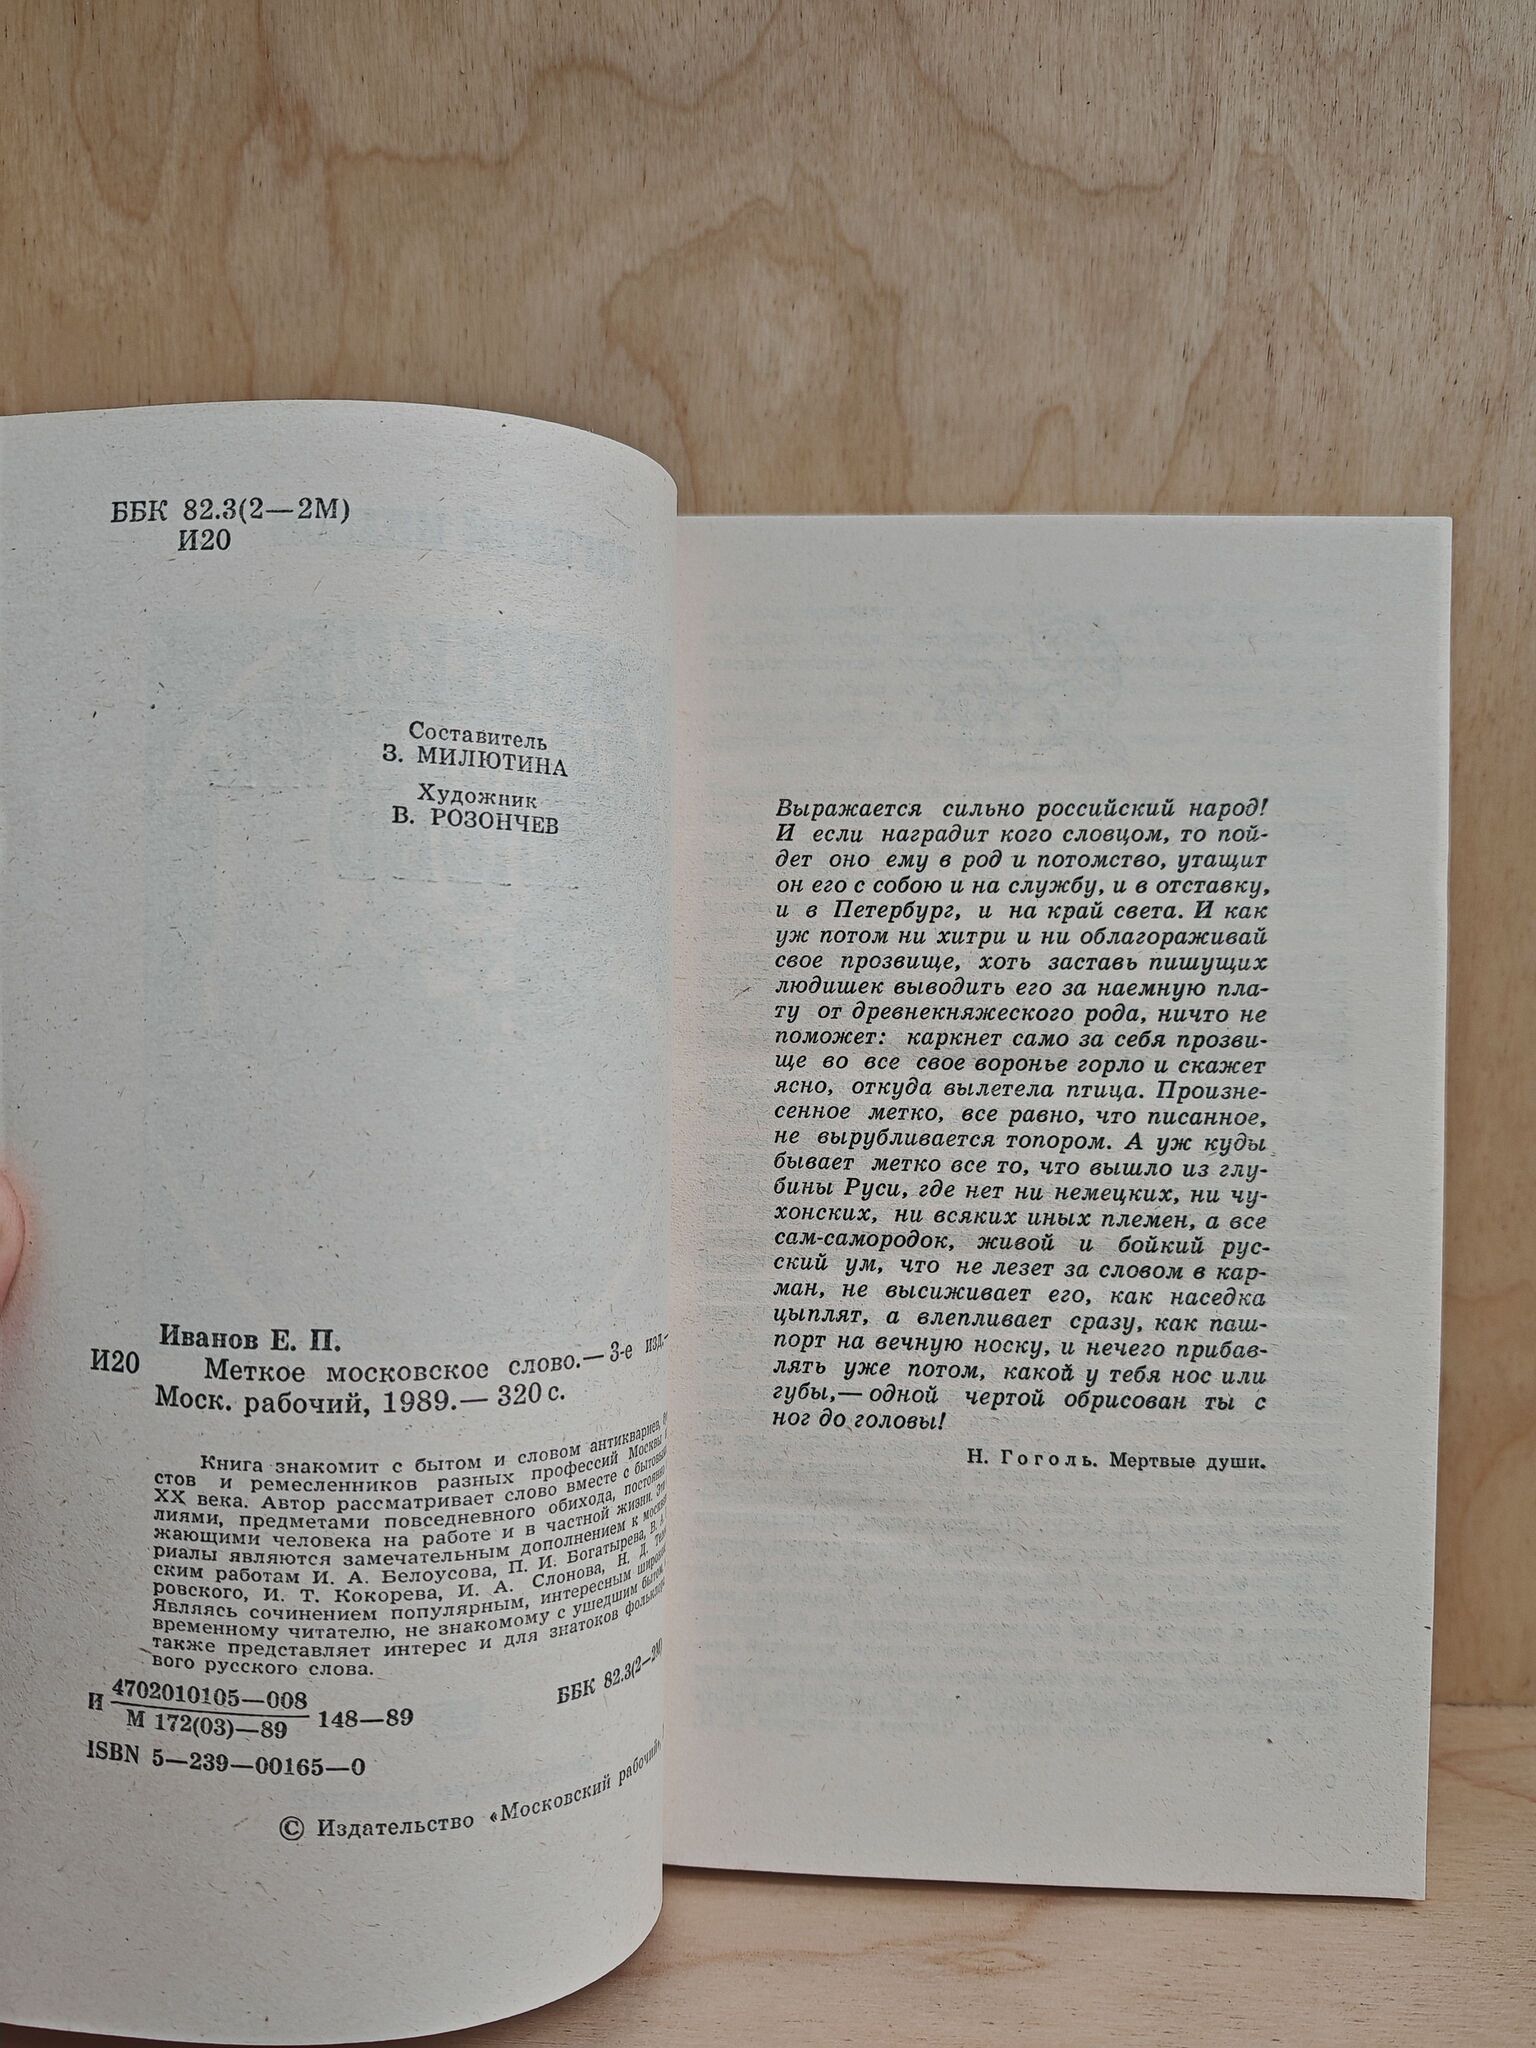 ББК 82.3(2—2М)
И20
Составитель
З. МИЛЮТИНА
Художник
В. РОЗОНЧЕВ
Иванов Е. П.
И20 Меткое московское слово.— 3-е изд.—
Моск. рабочий, 1989.— 320 с.
Книга знакомит с бытом и словом антикваров,
стов и ремесленников разных профессий Москвы
XX века. Автор рассматривает слово вместе с бытовыми
лиями, предметами повседневного обихода, постоянно
жающими человека на работе и в частной жизни. Эти
риалы являются замечательным дополнением к
ским работам И. А. Белоусова, П. И. Богатырева, В. А.
ровского, И. Т. Кокорева, И. А. Слонова, Н. Д.
Являясь сочинением популярным, интересным
временному читателю, не знакомому с ушедшим бытом,
также представляет интерес и для знатоков
вого русского слова.
И 4702010105—008
М 172(03)—89 148—89 ББК 82.3(2—2М)
ISBN 5—239—00165—0
© Издательство «Московский рабочий»,
Выражается сильно российский народ!
И если наградит кого словцом, то пой-
дет оно ему в род и потомство, утащит
он его с собою и на службу, и в отставку,
и в Петербург, и на край света. И как
уж потом ни хитри и ни облагораживай
свое прозвище, хоть заставь пишущих
людишек выводить его за наемную пла-
ту от древнекняжеского рода, ничто не
поможет: каркнет само за себя прозви-
ще во все свое воронье горло и скажет
ясно, откуда вылетела птица. Произне-
сенное метко, все равно, что писанное,
не вырубливается топором. А уж куды
бывает метко все то, что вышло из глу-
бины Руси, где нет ни немецких, ни чу-
хонских, ни всяких иных племен, а все
сам-самородок, живой и бойкий рус-
ский ум, что не лезет за словом в кар-
ман, не высиживает его, как наседка
цыплят, а влепливает сразу, как паш-
порт на вечную носку, и нечего прибав-
лять уже потом, какой у тебя нос или
губы,— одной чертой обрисован ты с
ног до головы!
Н. Гоголь. Мертвые души.